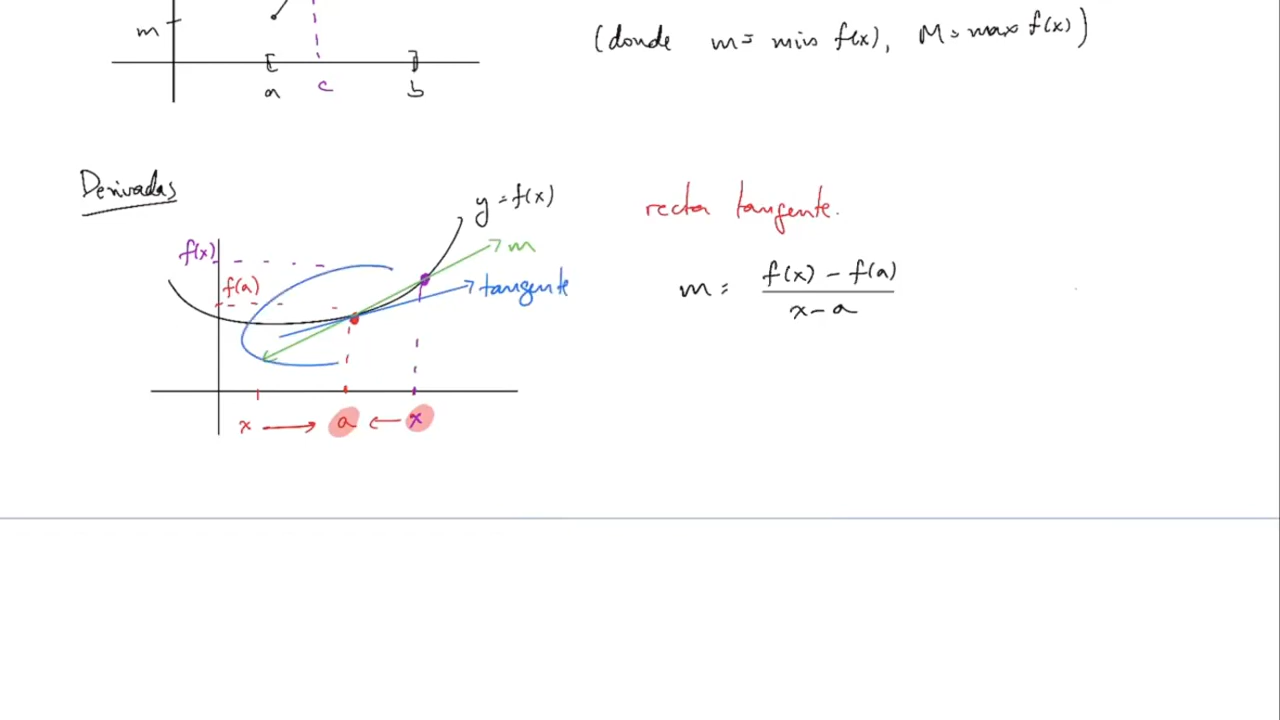 m
(donde m = min f(x), M = max f(x))
[ ]
a c b
Derivadas
y = f(x)
recta tangente.
f(x)
m
f(a)
tangente
m = f(x) - f(a) / x - a
x → a ← x